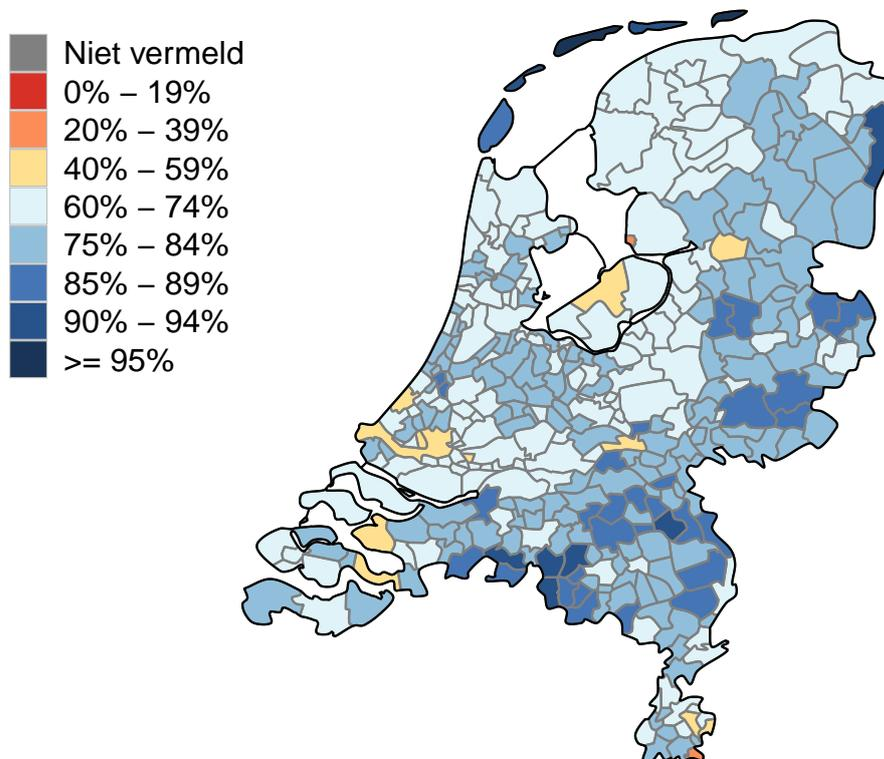 Niet vermeld
0% – 19%
20% – 39%
40% – 59%
60% – 74%
75% – 84%
85% – 89%
90% – 94%
>= 95%